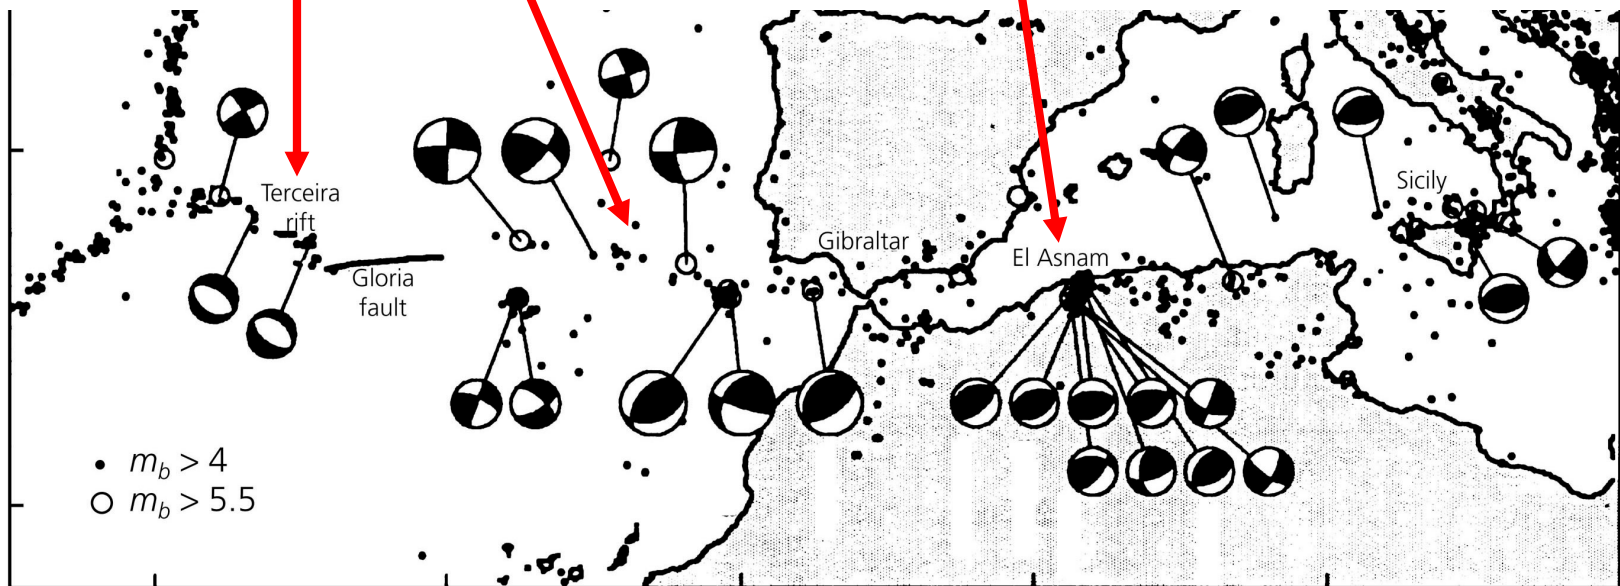 Terceira
rift
Gloria
fault
Gibraltar
El Asnam
Sicily
m_b > 4
m_b > 5.5